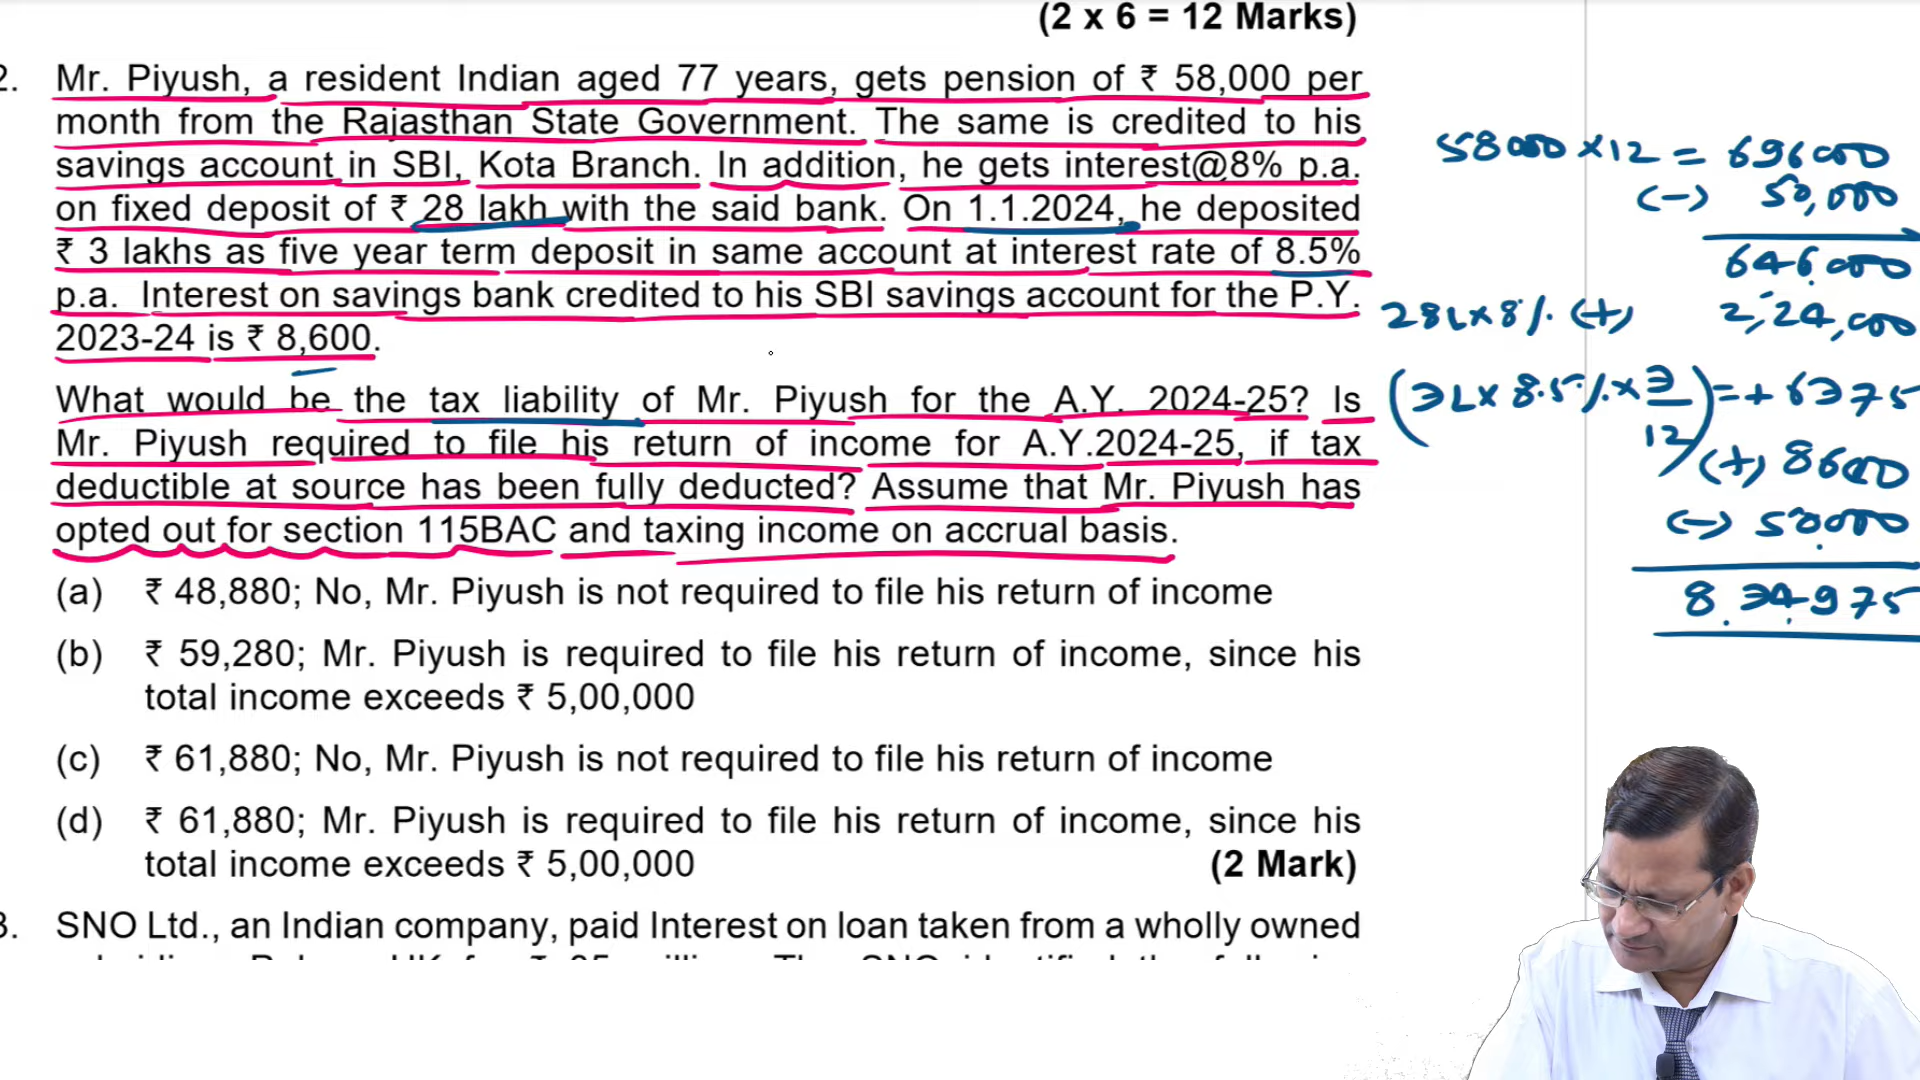 (2 x 6 = 12 Marks)
2. Mr. Piyush, a resident Indian aged 77 years, gets pension of ₹ 58,000 per
month from the Rajasthan State Government. The same is credited to his
savings account in SBI, Kota Branch. In addition, he gets interest@8% p.a.
on fixed deposit of ₹ 28 lakh with the said bank. On 1.1.2024, he deposited
₹ 3 lakhs as five year term deposit in same account at interest rate of 8.5%
p.a. Interest on savings bank credited to his SBI savings account for the P.Y.
2023-24 is ₹ 8,600.
What would be the tax liability of Mr. Piyush for the A.Y. 2024-25? Is
Mr. Piyush required to file his return of income for A.Y.2024-25, if tax
deductible at source has been fully deducted? Assume that Mr. Piyush has
opted out for section 115BAC and taxing income on accrual basis.
(a) ₹ 48,880; No, Mr. Piyush is not required to file his return of income
(b) ₹ 59,280; Mr. Piyush is required to file his return of income, since his
total income exceeds ₹ 5,00,000
(c) ₹ 61,880; No, Mr. Piyush is not required to file his return of income
(d) ₹ 61,880; Mr. Piyush is required to file his return of income, since his
total income exceeds ₹ 5,00,000
(2 Mark)
3. SNO Ltd., an Indian company, paid Interest on loan taken from a wholly owned
58000 x 12 = 696000
(-) 50,000
646000
28L x 8% (+) 2,24,000
(3L x 8.5% x 3/12) = + 6375
(+) 8600
(-) 50000
8 34975